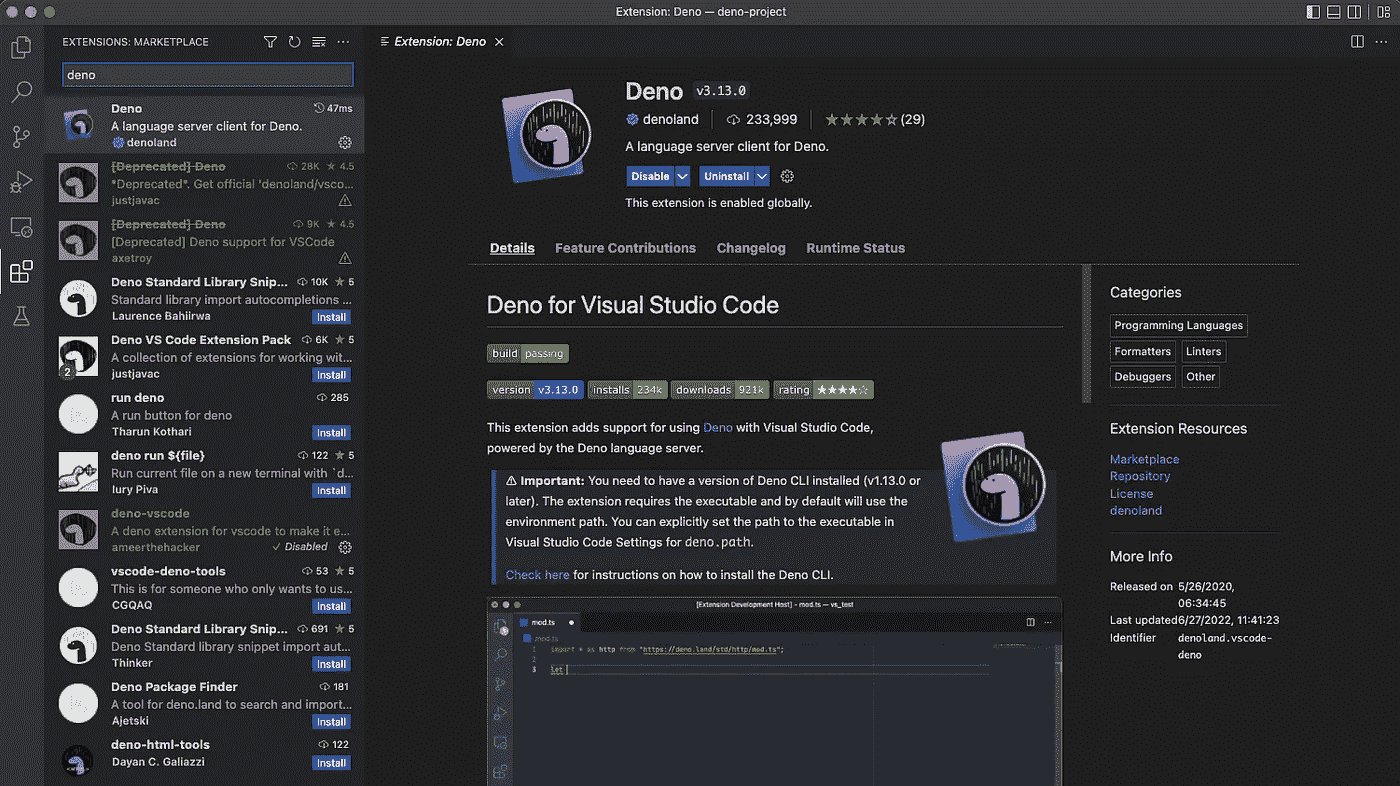 Extension: Deno — deno-project
EXTENSIONS: MARKETPLACE
deno
Deno
47ms
A language server client for Deno.
denoland
[Deprecated] Deno
28K ★ 4.5
*Deprecated*. Get official 'denoland/vsco...
justjavac
[Deprecated] Deno
9K ★ 4.5
[Deprecated] Deno support for VSCode
axetroy
Deno Standard Library Snip...
10K ★ 5
Standard library import autocompletions ...
Laurence Bahiirwa
Install
Deno VS Code Extension Pack
6K ★ 5
A collection of extensions for working wit...
justjavac
Install
2
run deno
285
A run button for deno
Tharun Kothari
Install
deno run ${file}
122 ★ 5
Run current file on a new terminal with `d...
Iury Piva
Install
deno-vscode
A deno extension for vscode to make it e...
ameerthehacker
✓ Disabled
vscode-deno-tools
53 ★ 5
This is for someone who only wants to us...
CGQAQ
Install
Deno Standard Library Snip...
691 ★ 5
Deno Standard library snippet import aut...
Thinker
Install
Deno Package Finder
181
A tool for deno.land to search and import...
Ajetski
Install
deno-html-tools
122
Dayan C. Galiazzi
Install
Extension: Deno
Deno v3.13.0
denoland
233,999
★★★★☆ (29)
A language server client for Deno.
Disable
Uninstall
This extension is enabled globally.
Details
Feature Contributions
Changelog
Runtime Status
Deno for Visual Studio Code
build passing
version v3.13.0
installs 234k
downloads 921k
rating ★★★★☆
This extension adds support for using Deno with Visual Studio Code,
powered by the Deno language server.
⚠ Important: You need to have a version of Deno CLI installed (v1.13.0 or
later). The extension requires the executable and by default will use the
environment path. You can explicitly set the path to the executable in
Visual Studio Code Settings for deno.path.
Check here for instructions on how to install the Deno CLI.
[Extension Development Host] - mod.ts — vs_test
mod.ts
mod.ts
1 import * as http from "https://deno.land/std/http/mod.ts";
2
3 let
Categories
Programming Languages
Formatters
Linters
Debuggers
Other
Extension Resources
Marketplace
Repository
License
denoland
More Info
Released on 5/26/2020,
06:34:45
Last updated 6/27/2022, 11:41:23
Identifier denoland.vscode-
deno